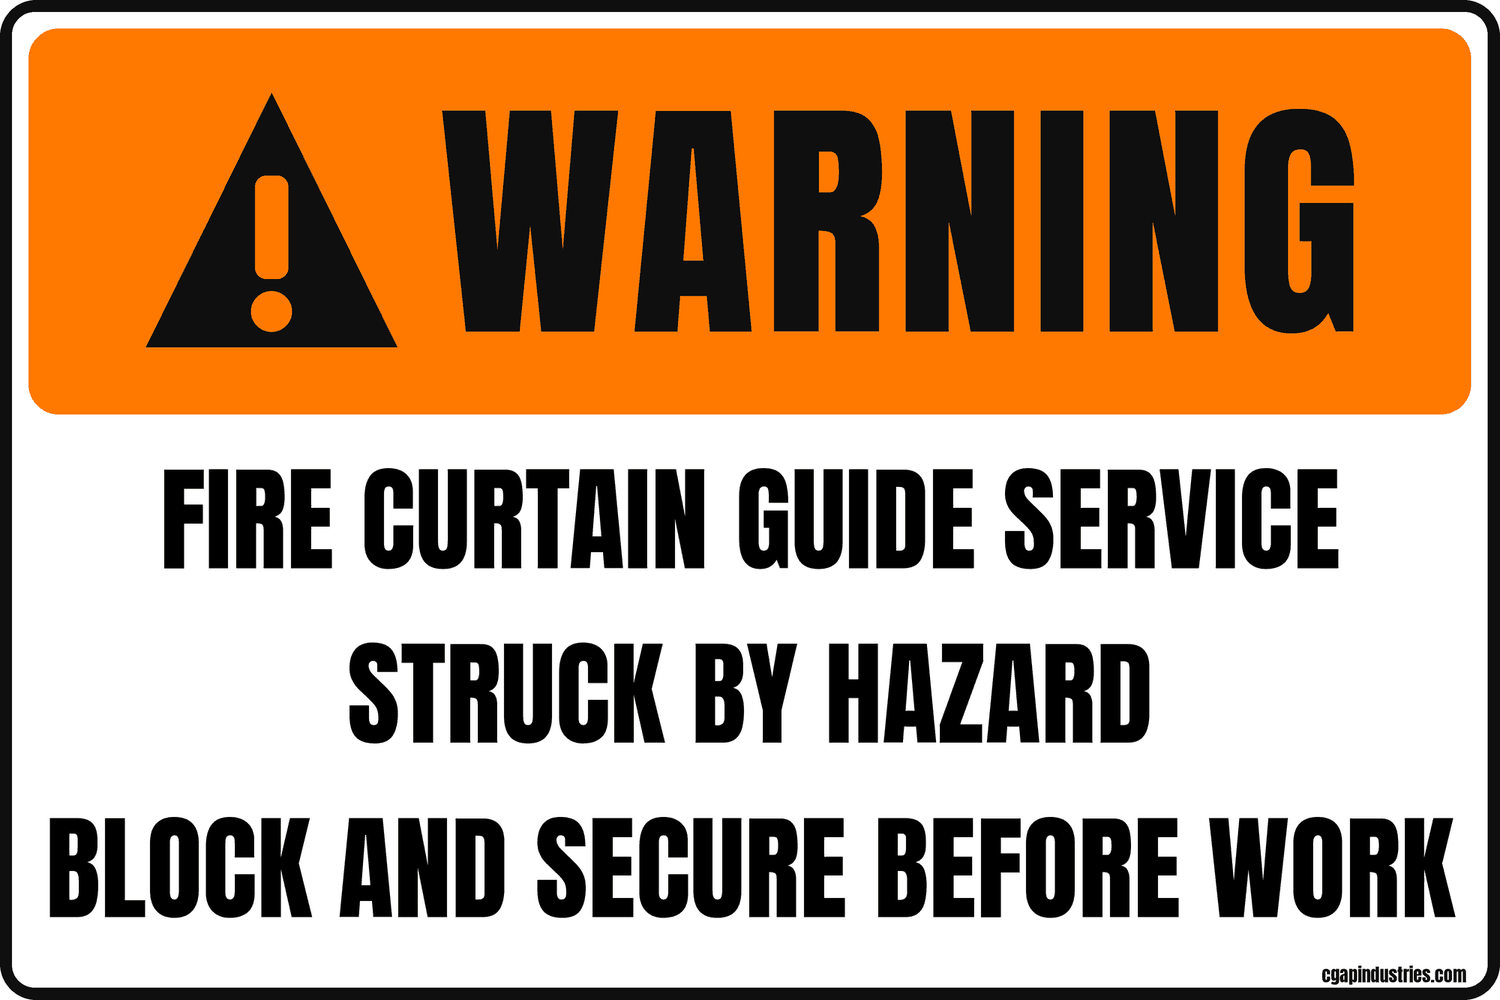 WARNING
FIRE CURTAIN GUIDE SERVICE
STRUCK BY HAZARD
BLOCK AND SECURE BEFORE WORK
cgapindustries.com